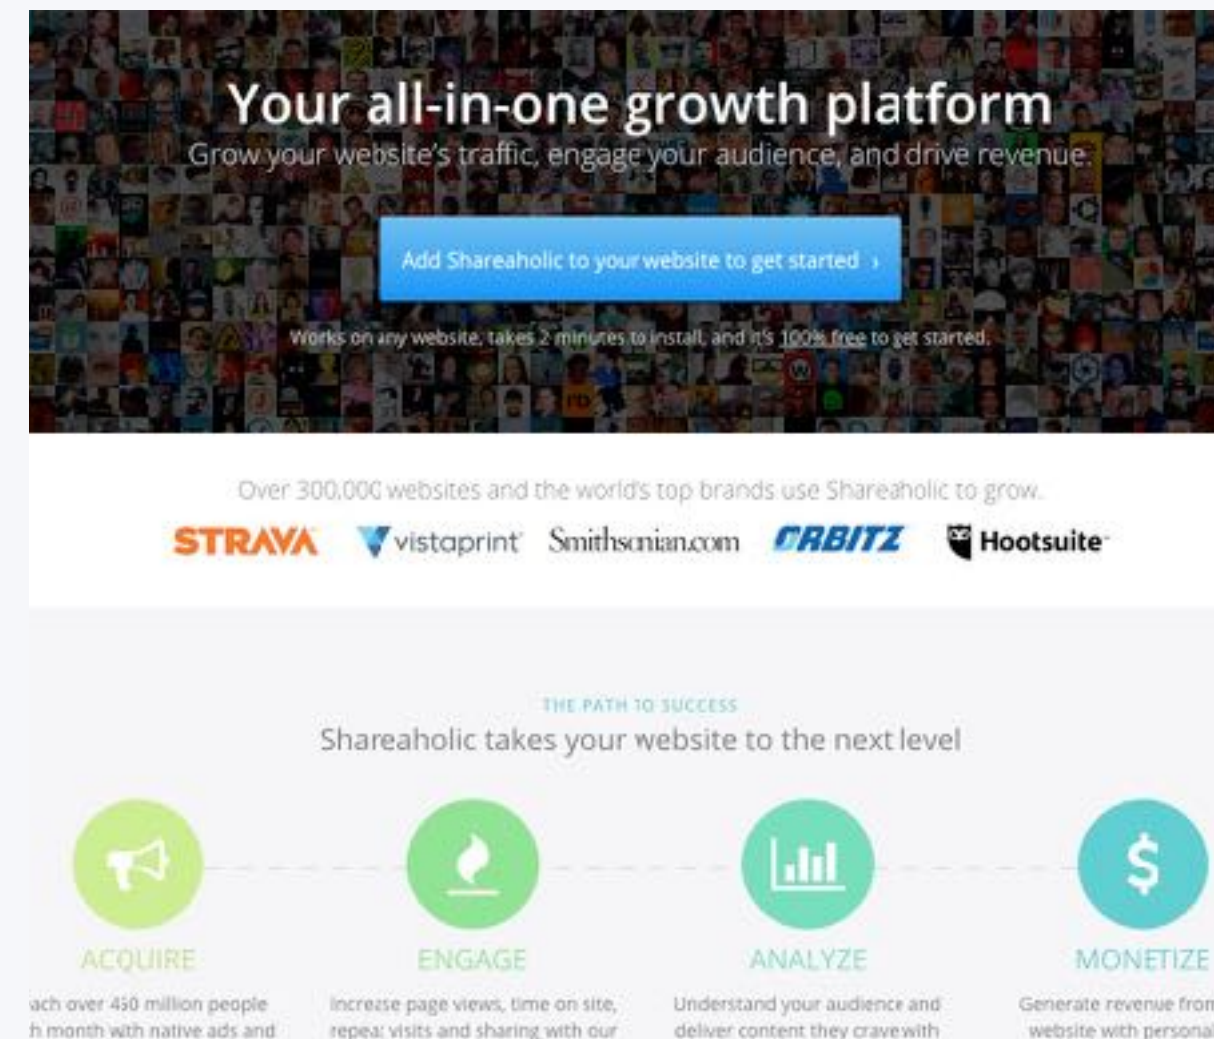 Your all-in-one growth platform
Grow your website's traffic, engage your audience, and drive revenue.
Add Shareaholic to your website to get started ›
Works on any website, takes 2 minutes to install, and it's 100% free to get started.
Over 300,000 websites and the world's top brands use Shareaholic to grow.
STRAVA vistaprint Smithsonian.com ORBITZ Hootsuite
THE PATH TO SUCCESS
Shareaholic takes your website to the next level
ACQUIRE ENGAGE ANALYZE MONETIZE
ach over 450 million people Increase page views, time on site, Understand your audience and Generate revenue from
h month with native ads and repeat visits and sharing with our deliver content they crave with website with personal